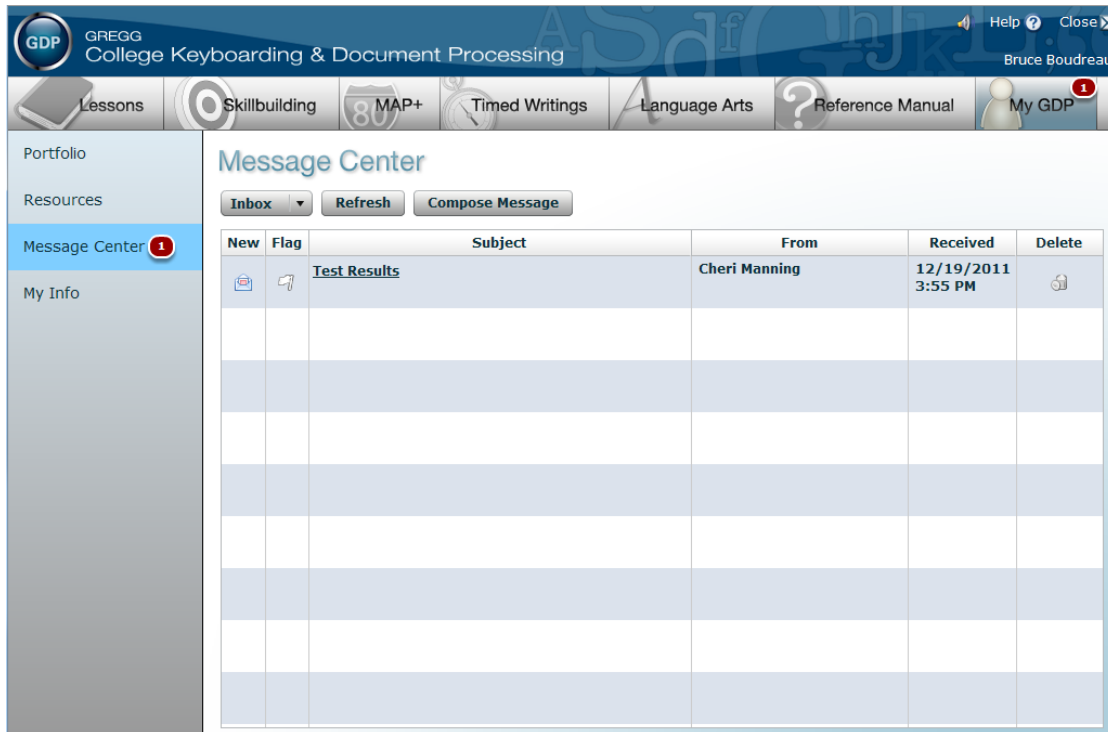 Help ? Close
GDP
GREGG
College Keyboarding & Document Processing
Bruce Boudreau
Lessons
Skillbuilding
80
MAP+
Timed Writings
Language Arts
Reference Manual
My GDP
1
Portfolio
Resources
Message Center 1
My Info
Message Center
Inbox
Refresh
Compose Message
New Flag Subject From Received Delete
Test Results Cheri Manning 12/19/2011
3:55 PM